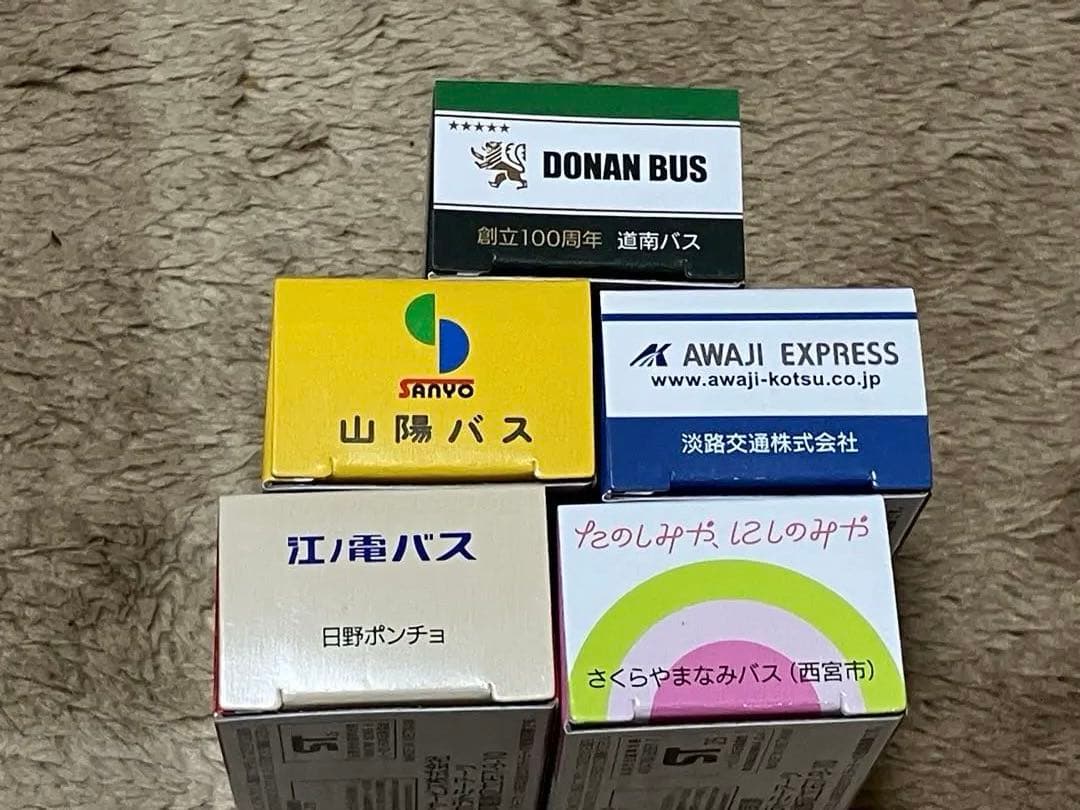 DONAN BUS
創立100周年 道南バス
SANYO
山陽バス
AWAJI EXPRESS
www.awaji-kotsu.co.jp
淡路交通株式会社
江ノ電バス
日野ポンチョ
たのしみや、にしのみや
さくらやまなみバス(西宮市)